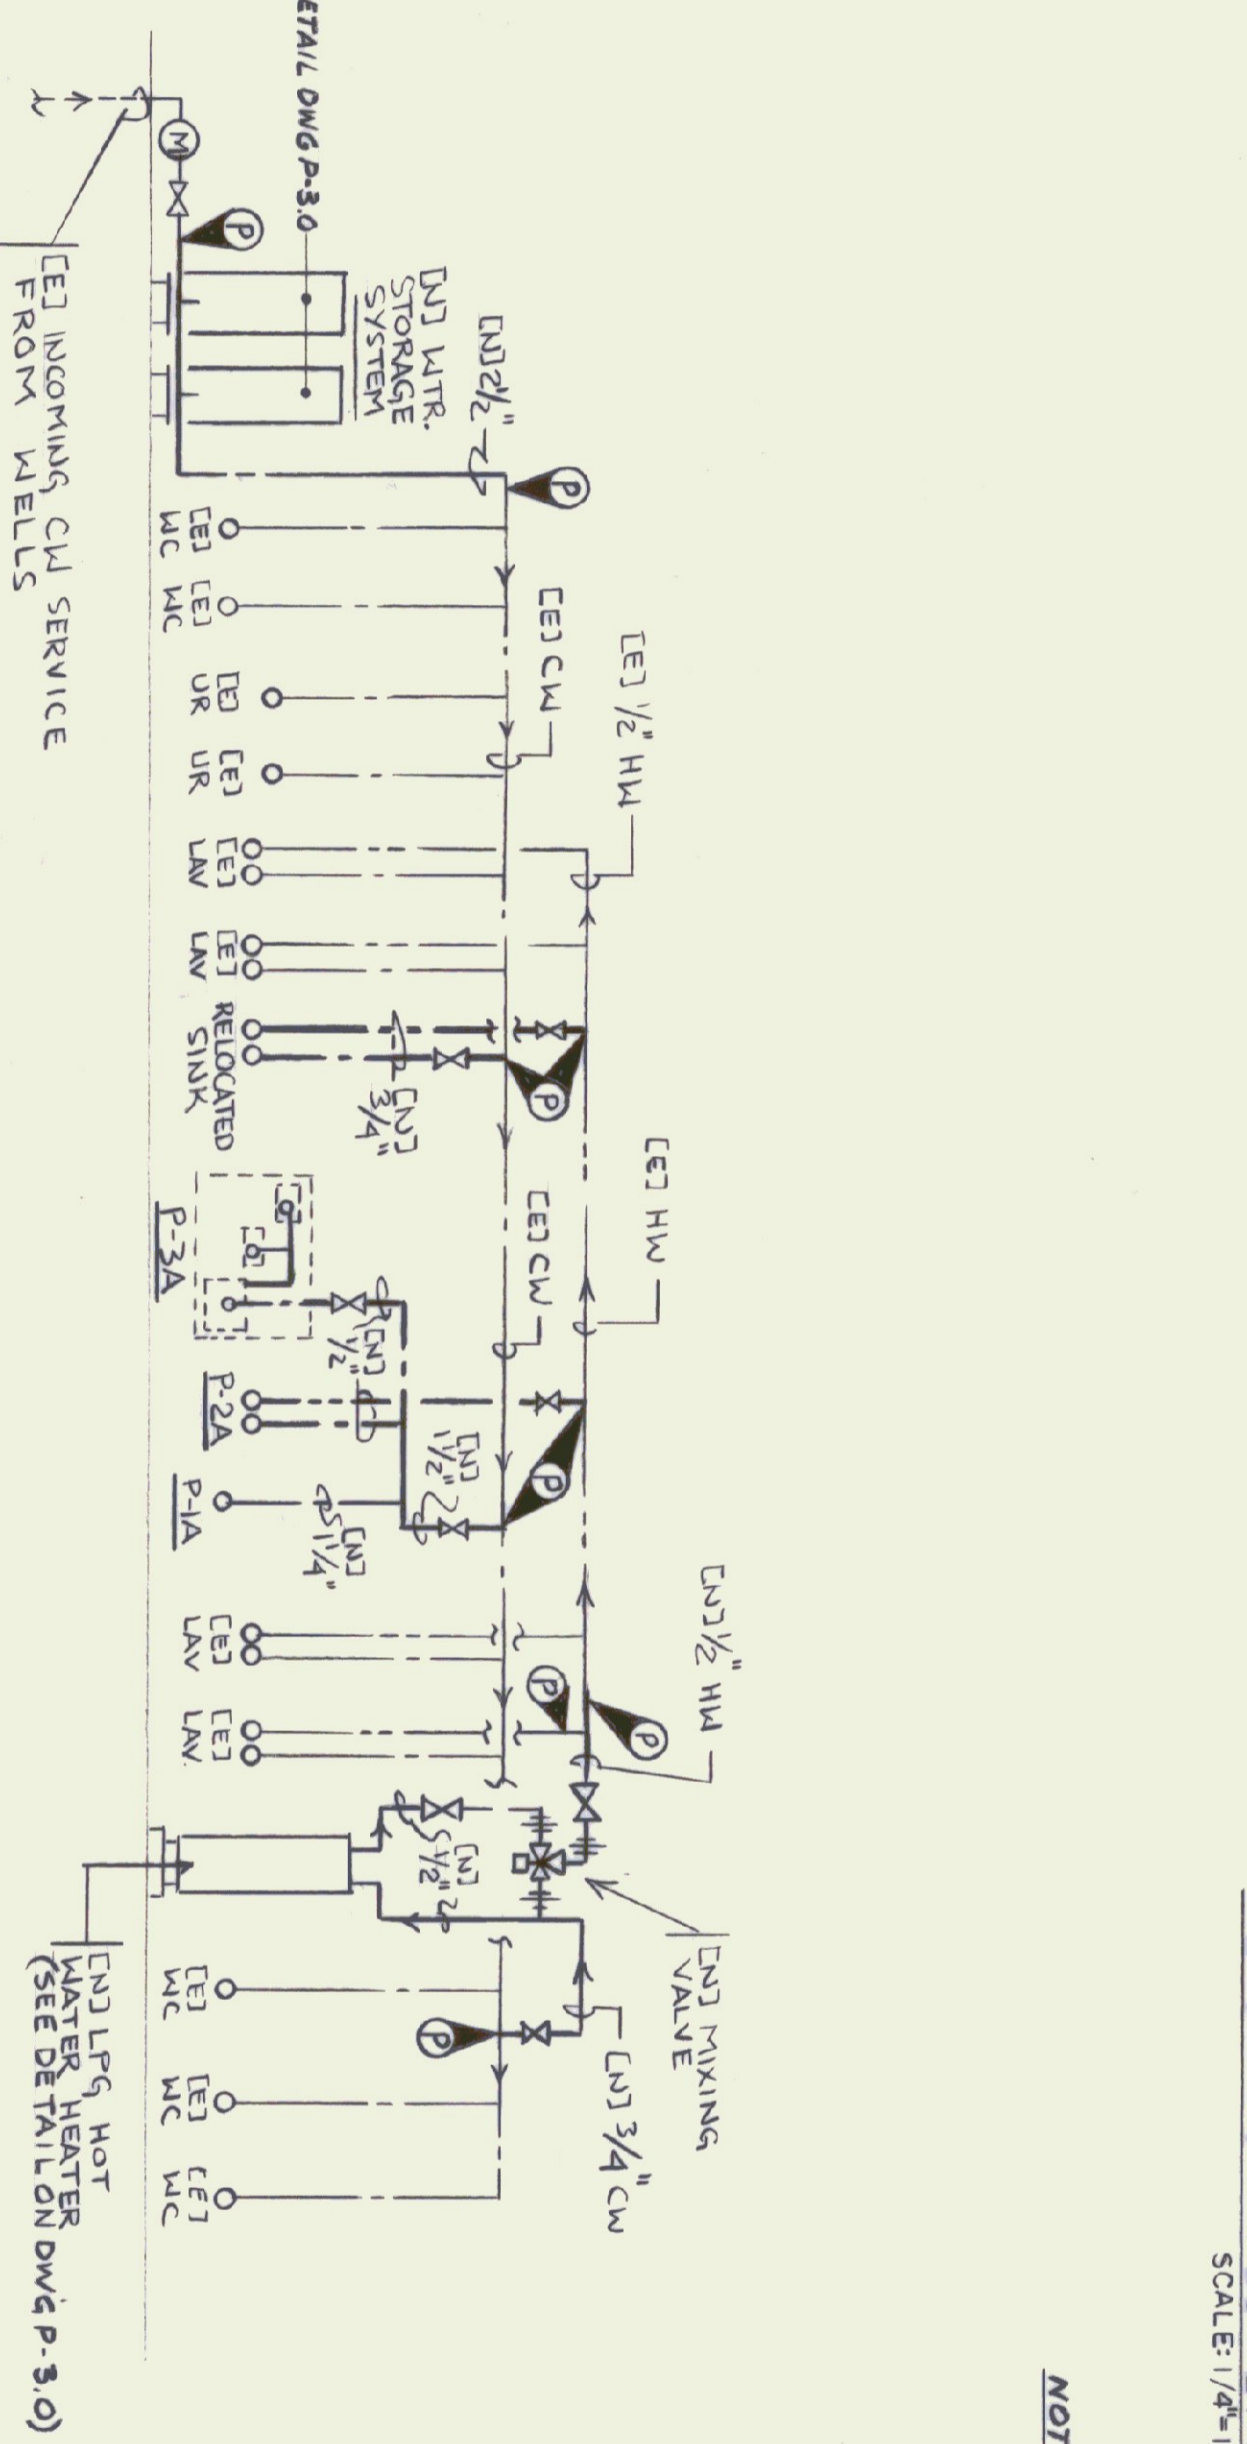 SCALE: 1/4"=1
NOT
ETAIL DWG P-3.0
[N] WTR.
STORAGE
SYSTEM
[N] 2½"
[E] CW
[E] ½" HW
[E] HW
[E] CW
[N] ½" HW
[N] MIXING
VALVE
[N] ¾" CW
M
P
P
P
P
P
P
P
[N]
¾"
[N]
½"
[N]
1½"
[N]
1¼"
[N]
½"
[E]
WC
[E]
WC
[E]
UR
[E]
UR
[E]
LAV
[E]
LAV
RELOCATED
SINK
P-3A
P-2A
P-1A
[E]
LAV
[E]
LAV.
[E]
WC
[E]
WC
[E]
WC
[E] INCOMING CW SERVICE
FROM WELLS
[N] LPG HOT
WATER HEATER
(SEE DETAIL ON DWG P-3.0)